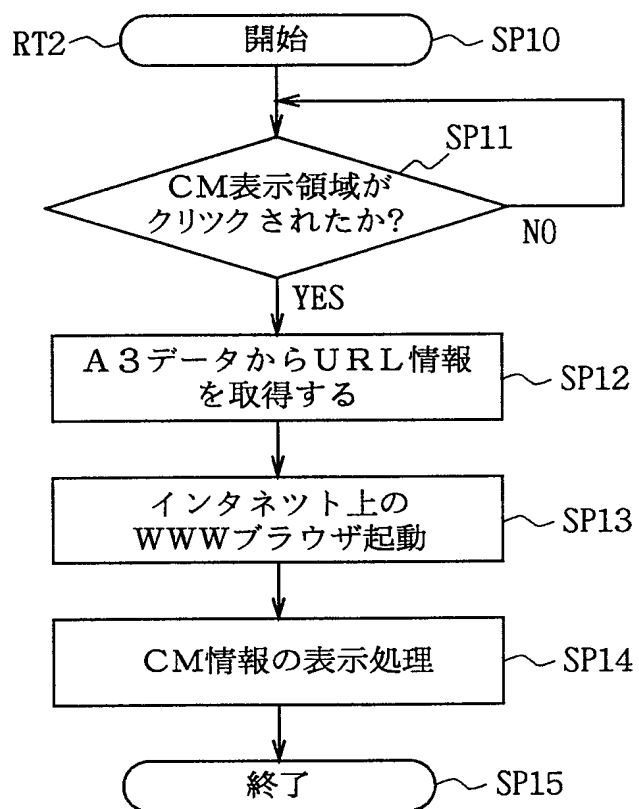 RT2
開始
SP10
SP11
CM表示領域が
クリツクされたか?
NO
YES
A3データからURL情報
を取得する
SP12
インタネツト上の
WWWブラウザ起動
SP13
CM情報の表示処理
SP14
終了
SP15